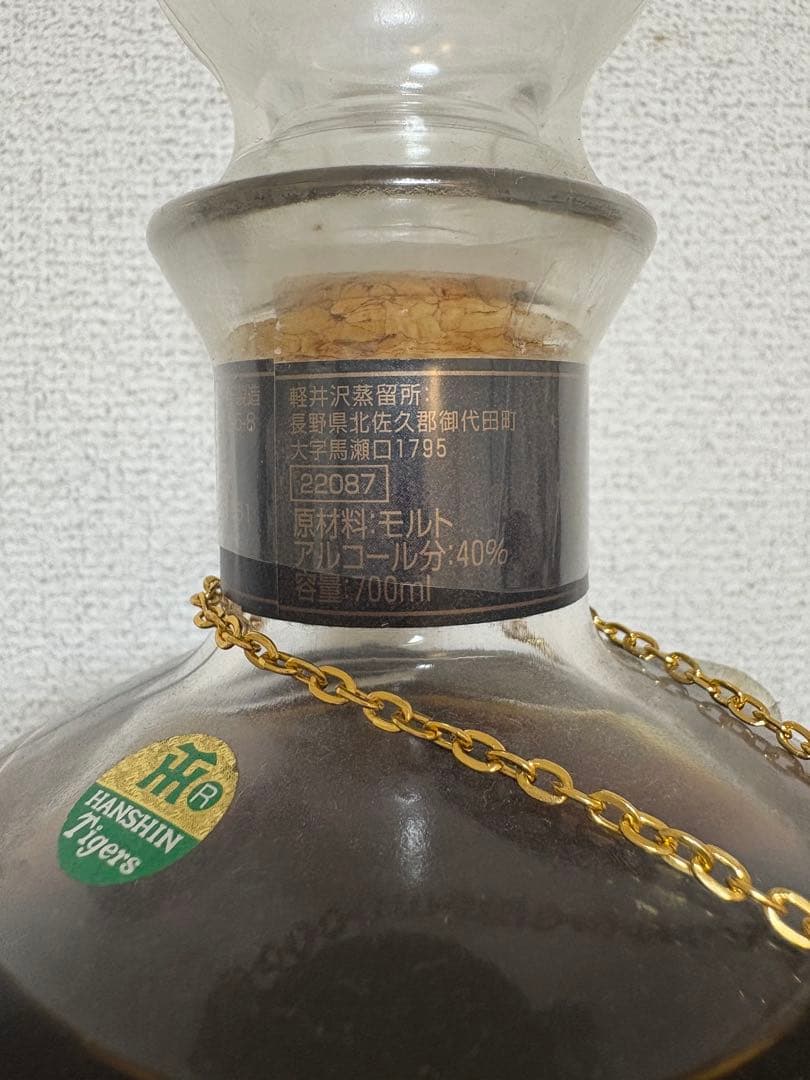 軽井沢蒸留所:
長野県北佐久郡御代田町
大字馬瀬口1795
22087
原材料:モルト
アルコール分:40%
容量:700ml
HT R
HANSHIN
Tigers